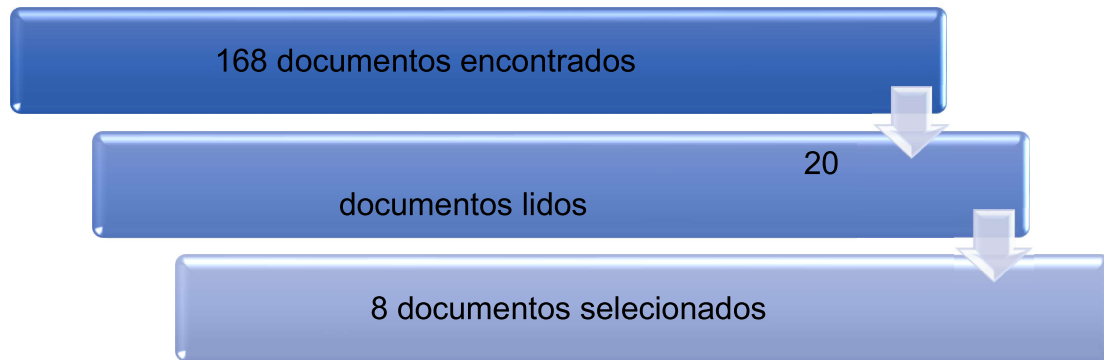 168 documentos encontrados
20
documentos lidos
8 documentos selecionados